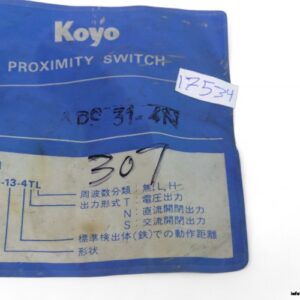 Koyo
PROXIMITY SWITCH
17534
307
-13-4TL
周波数分類 : 無, L, H
出力形式 T : 電圧出力
N : 直流開閉出力
S : 交流開閉出力
標準検出体(鉄)での動作距離
形状